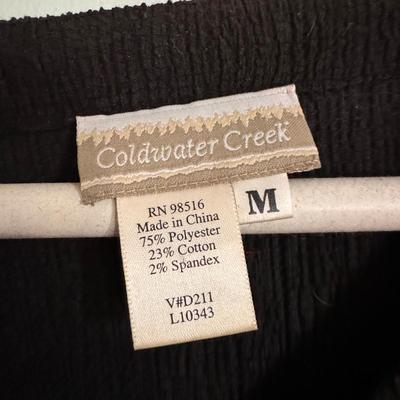 Coldwater Creek
M
RN 98516
Made in China
75% Polyester
23% Cotton
2% Spandex
V#D211
L10343